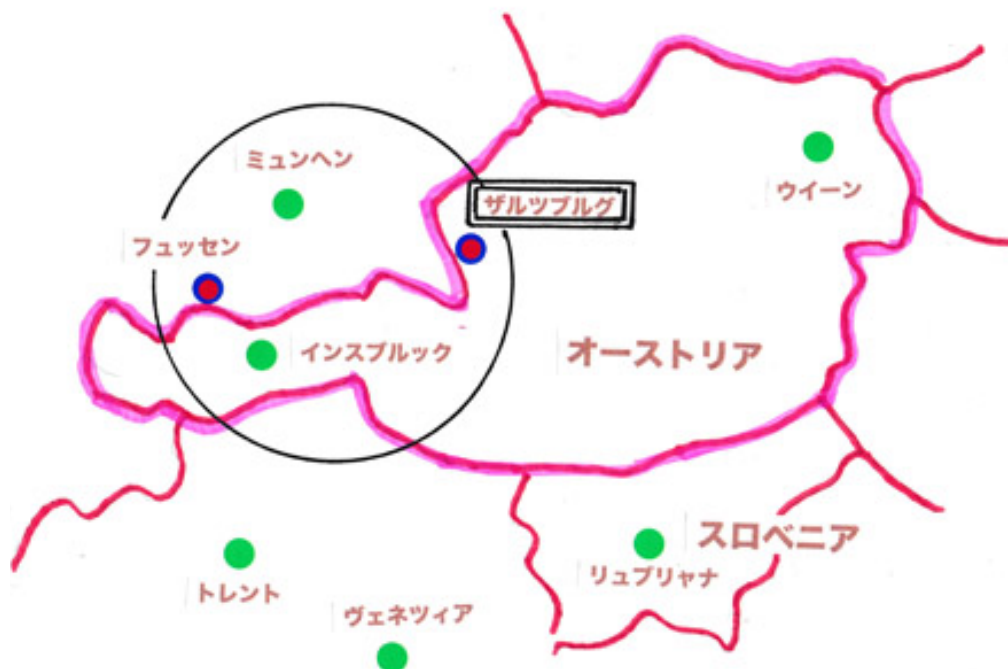 ミュンヘン
ウイーン
ザルツブルグ
フュッセン
インスブルック
オーストリア
スロベニア
リュブリャナ
トレント
ヴェネツィア